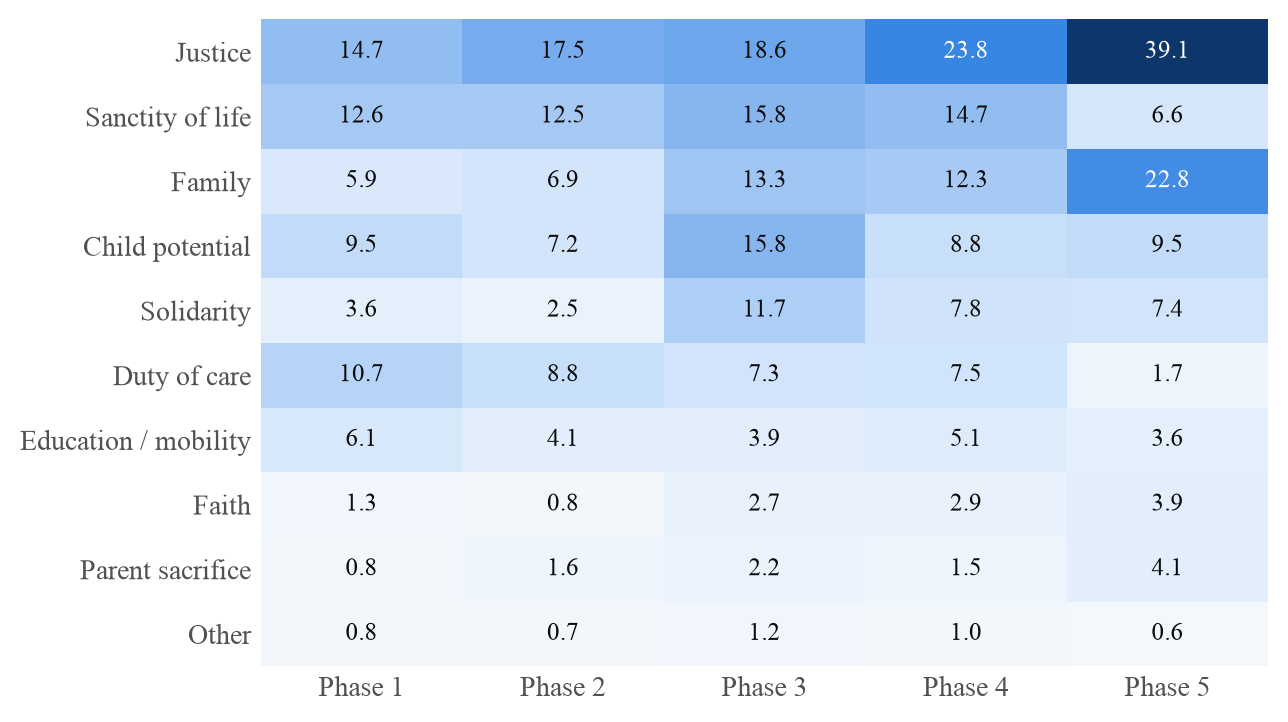 Justice 14.7 17.5 18.6 23.8 39.1
Sanctity of life 12.6 12.5 15.8 14.7 6.6
Family 5.9 6.9 13.3 12.3 22.8
Child potential 9.5 7.2 15.8 8.8 9.5
Solidarity 3.6 2.5 11.7 7.8 7.4
Duty of care 10.7 8.8 7.3 7.5 1.7
Education / mobility 6.1 4.1 3.9 5.1 3.6
Faith 1.3 0.8 2.7 2.9 3.9
Parent sacrifice 0.8 1.6 2.2 1.5 4.1
Other 0.8 0.7 1.2 1.0 0.6
Phase 1 Phase 2 Phase 3 Phase 4 Phase 5